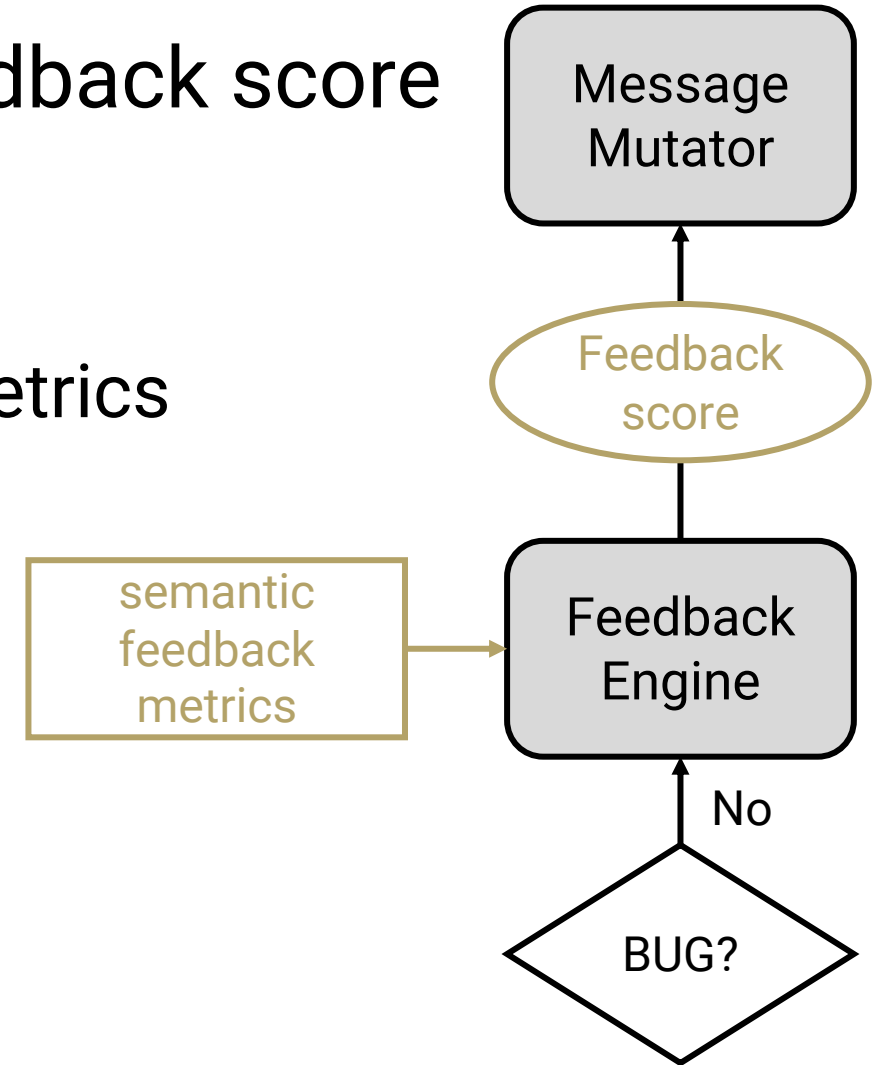 dback score
etrics
Message
Mutator
Feedback
score
semantic
feedback
metrics
Feedback
Engine
No
BUG?